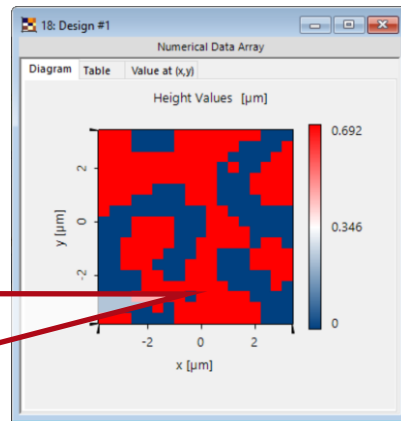 18: Design #1
Numerical Data Array
Diagram Table Value at (x,y)
Height Values [µm]
0.692
0.346
0
2
0
-2
y [µm]
-2 0 2
x [µm]